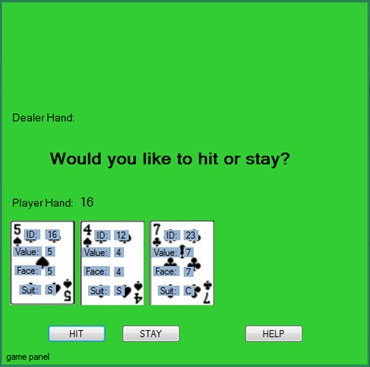 Dealer Hand:
Would you like to hit or stay?
Player Hand: 16
5 ID: 16
Value: 5
Face: 5
Suit: S
5
4 ID: 12
Value: 4
Face: 4
Suit: S
4
7 ID: 23
Value: 7
Face: 7
Suit: C
7
HIT STAY HELP
game panel